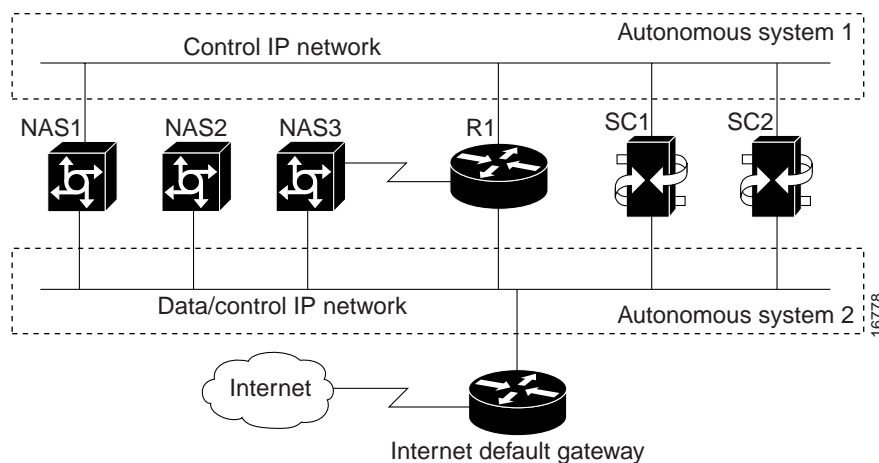 Autonomous system 1
Control IP network
NAS1
NAS2
NAS3
R1
SC1
SC2
Data/control IP network
Autonomous system 2
16778
Internet
Internet default gateway